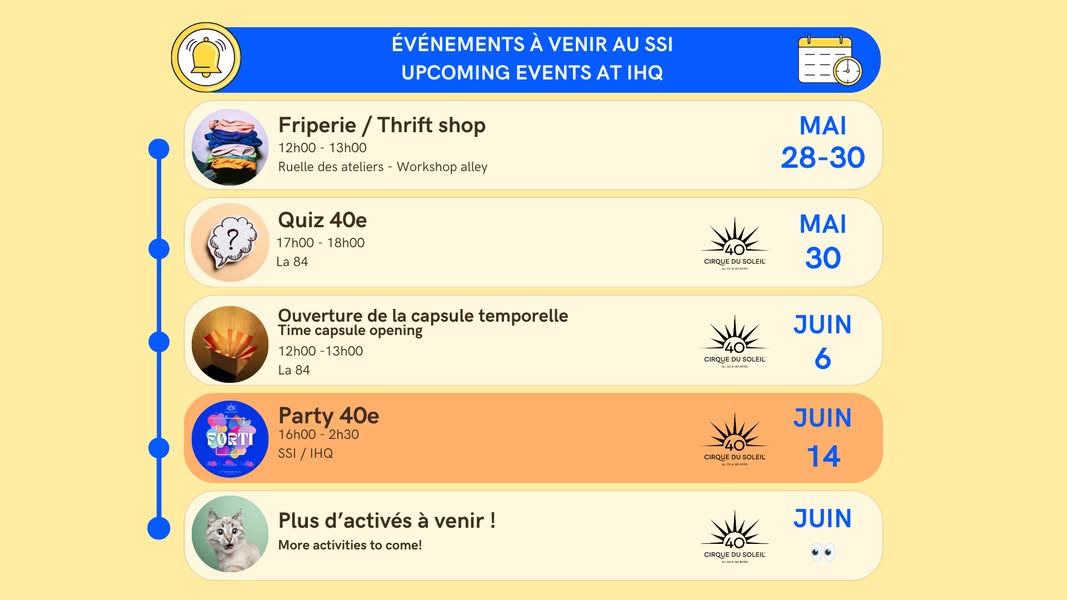 ÉVÉNEMENTS À VENIR AU SSI
UPCOMING EVENTS AT IHQ
Friperie / Thrift shop
12h00 - 13h00
Ruelle des ateliers - Workshop alley
MAI
28-30
Quiz 40e
17h00 - 18h00
La 84
40
CIRQUE DU SOLEIL
MAI
30
Ouverture de la capsule temporelle
Time capsule opening
12h00 -13h00
La 84
40
CIRQUE DU SOLEIL
JUIN
6
FORTI
Party 40e
16h00 - 2h30
SSI / IHQ
40
CIRQUE DU SOLEIL
JUIN
14
Plus d’activés à venir !
More activities to come!
40
CIRQUE DU SOLEIL
JUIN